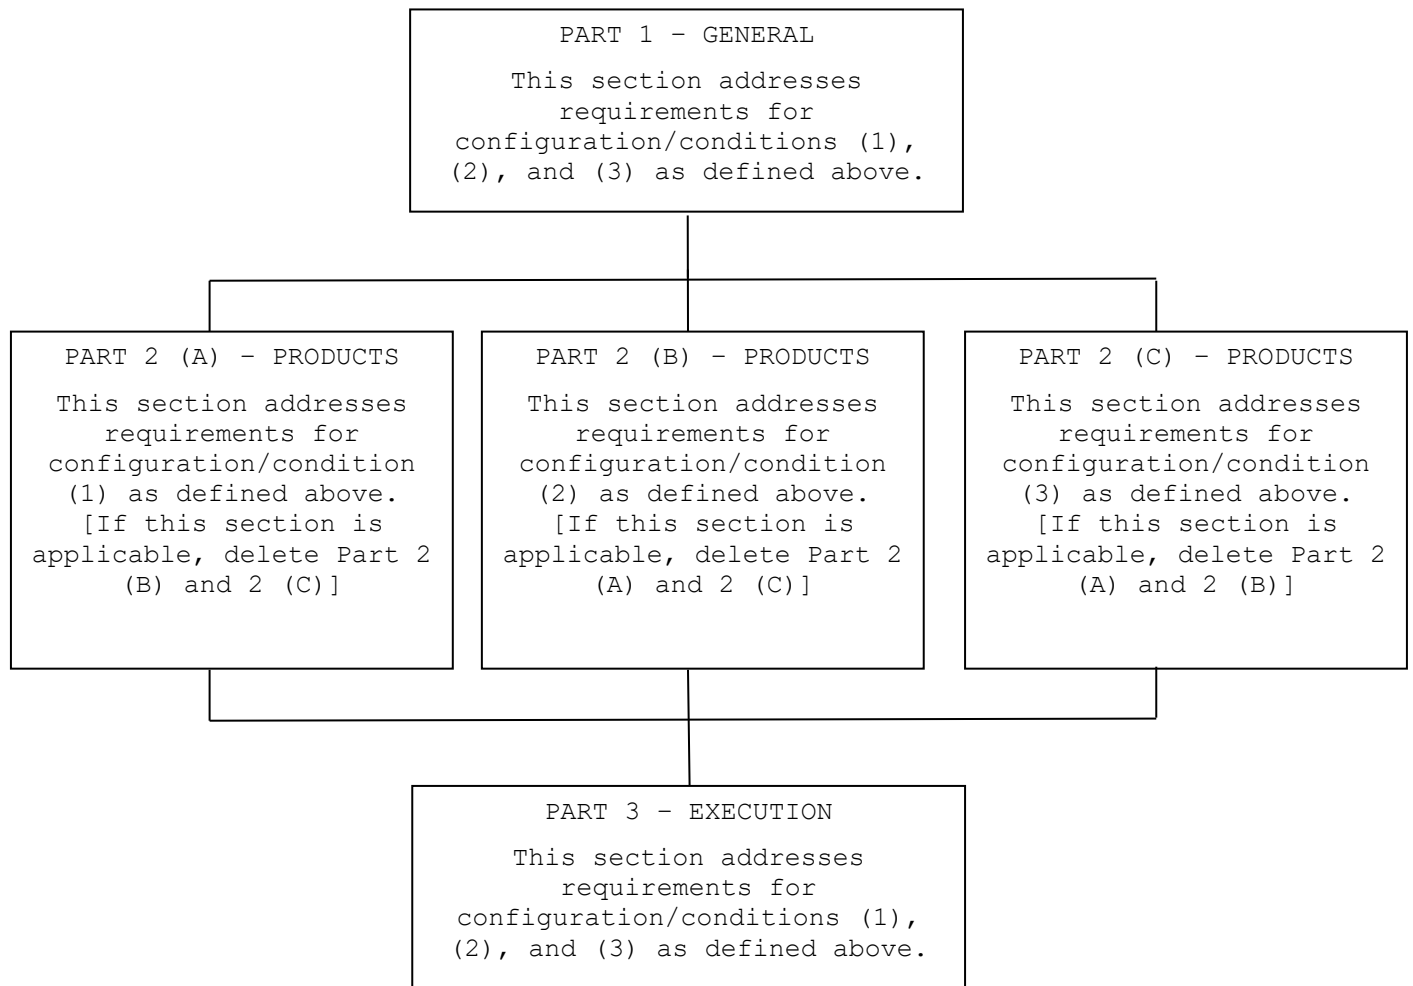 PART 1 – GENERAL
This section addresses
requirements for
configuration/conditions (1),
(2), and (3) as defined above.
PART 2 (A) – PRODUCTS
This section addresses
requirements for
configuration/condition
(1) as defined above.
[If this section is
applicable, delete Part 2
(B) and 2 (C)]
PART 2 (B) – PRODUCTS
This section addresses
requirements for
configuration/condition
(2) as defined above.
[If this section is
applicable, delete Part 2
(A) and 2 (C)]
PART 2 (C) – PRODUCTS
This section addresses
requirements for
configuration/condition
(3) as defined above.
[If this section is
applicable, delete Part 2
(A) and 2 (B)]
PART 3 – EXECUTION
This section addresses
requirements for
configuration/conditions (1),
(2), and (3) as defined above.